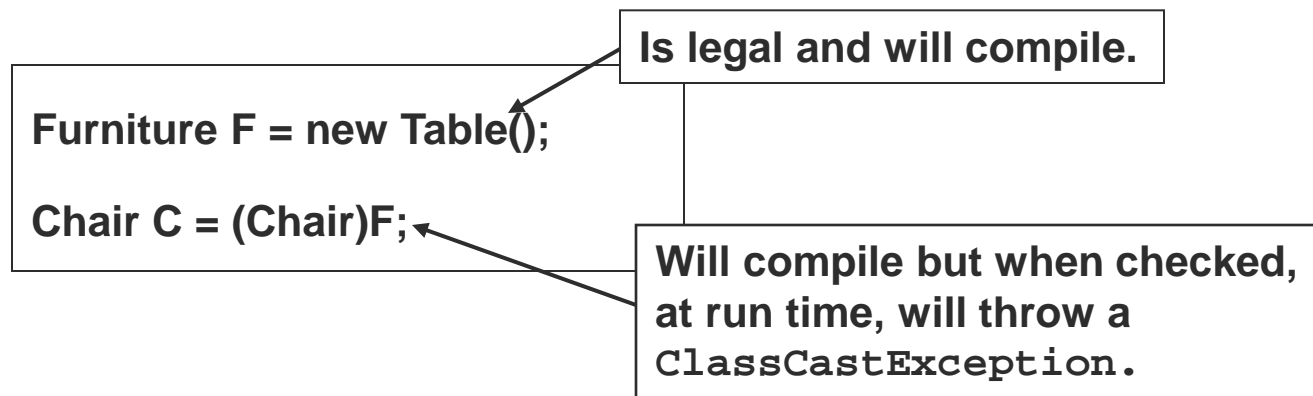 Is legal and will compile.
Furniture F = new Table();
Chair C = (Chair)F;
Will compile but when checked,
at run time, will throw a
ClassCastException.